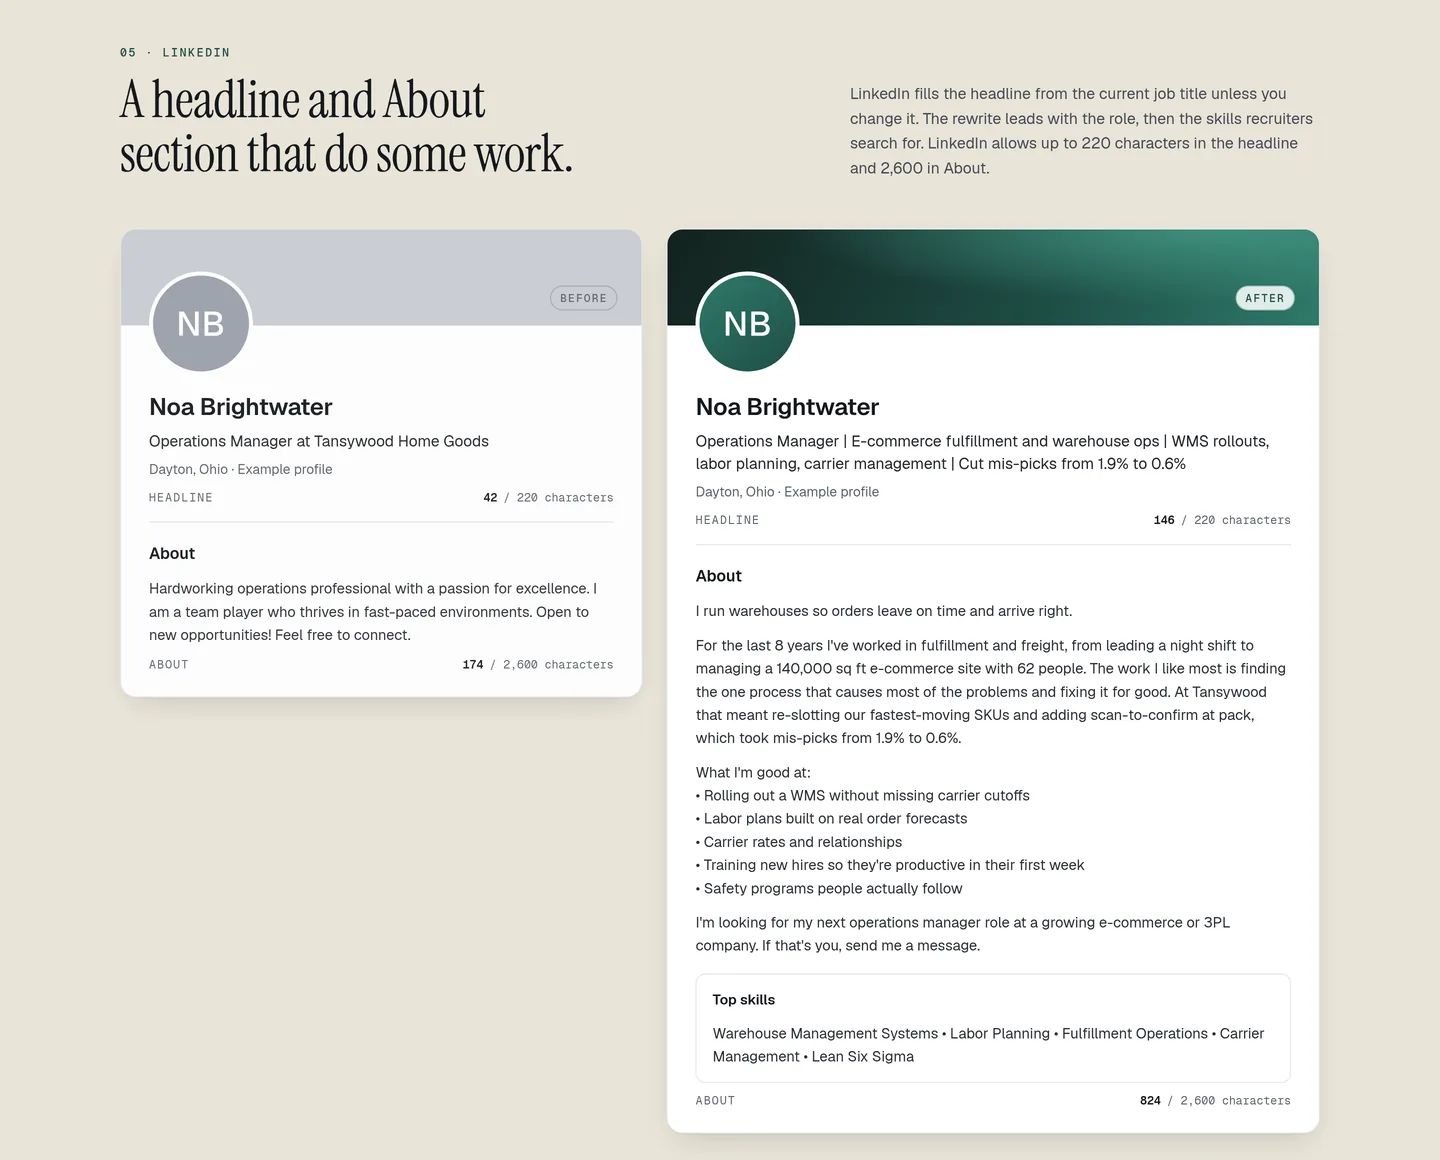 05 · LINKEDIN
A headline and About
section that do some work.
LinkedIn fills the headline from the current job title unless you
change it. The rewrite leads with the role, then the skills recruiters
search for. LinkedIn allows up to 220 characters in the headline
and 2,600 in About.
BEFORE
NB
Noa Brightwater
Operations Manager at Tansywood Home Goods
Dayton, Ohio · Example profile
HEADLINE 42 / 220 characters
About
Hardworking operations professional with a passion for excellence. I
am a team player who thrives in fast-paced environments. Open to
new opportunities! Feel free to connect.
ABOUT 174 / 2,600 characters
AFTER
NB
Noa Brightwater
Operations Manager | E-commerce fulfillment and warehouse ops | WMS rollouts,
labor planning, carrier management | Cut mis-picks from 1.9% to 0.6%
Dayton, Ohio · Example profile
HEADLINE 146 / 220 characters
About
I run warehouses so orders leave on time and arrive right.
For the last 8 years I've worked in fulfillment and freight, from leading a night shift to
managing a 140,000 sq ft e-commerce site with 62 people. The work I like most is finding
the one process that causes most of the problems and fixing it for good. At Tansywood
that meant re-slotting our fastest-moving SKUs and adding scan-to-confirm at pack,
which took mis-picks from 1.9% to 0.6%.
What I'm good at:
• Rolling out a WMS without missing carrier cutoffs
• Labor plans built on real order forecasts
• Carrier rates and relationships
• Training new hires so they're productive in their first week
• Safety programs people actually follow
I'm looking for my next operations manager role at a growing e-commerce or 3PL
company. If that's you, send me a message.
Top skills
Warehouse Management Systems • Labor Planning • Fulfillment Operations • Carrier
Management • Lean Six Sigma
ABOUT 824 / 2,600 characters